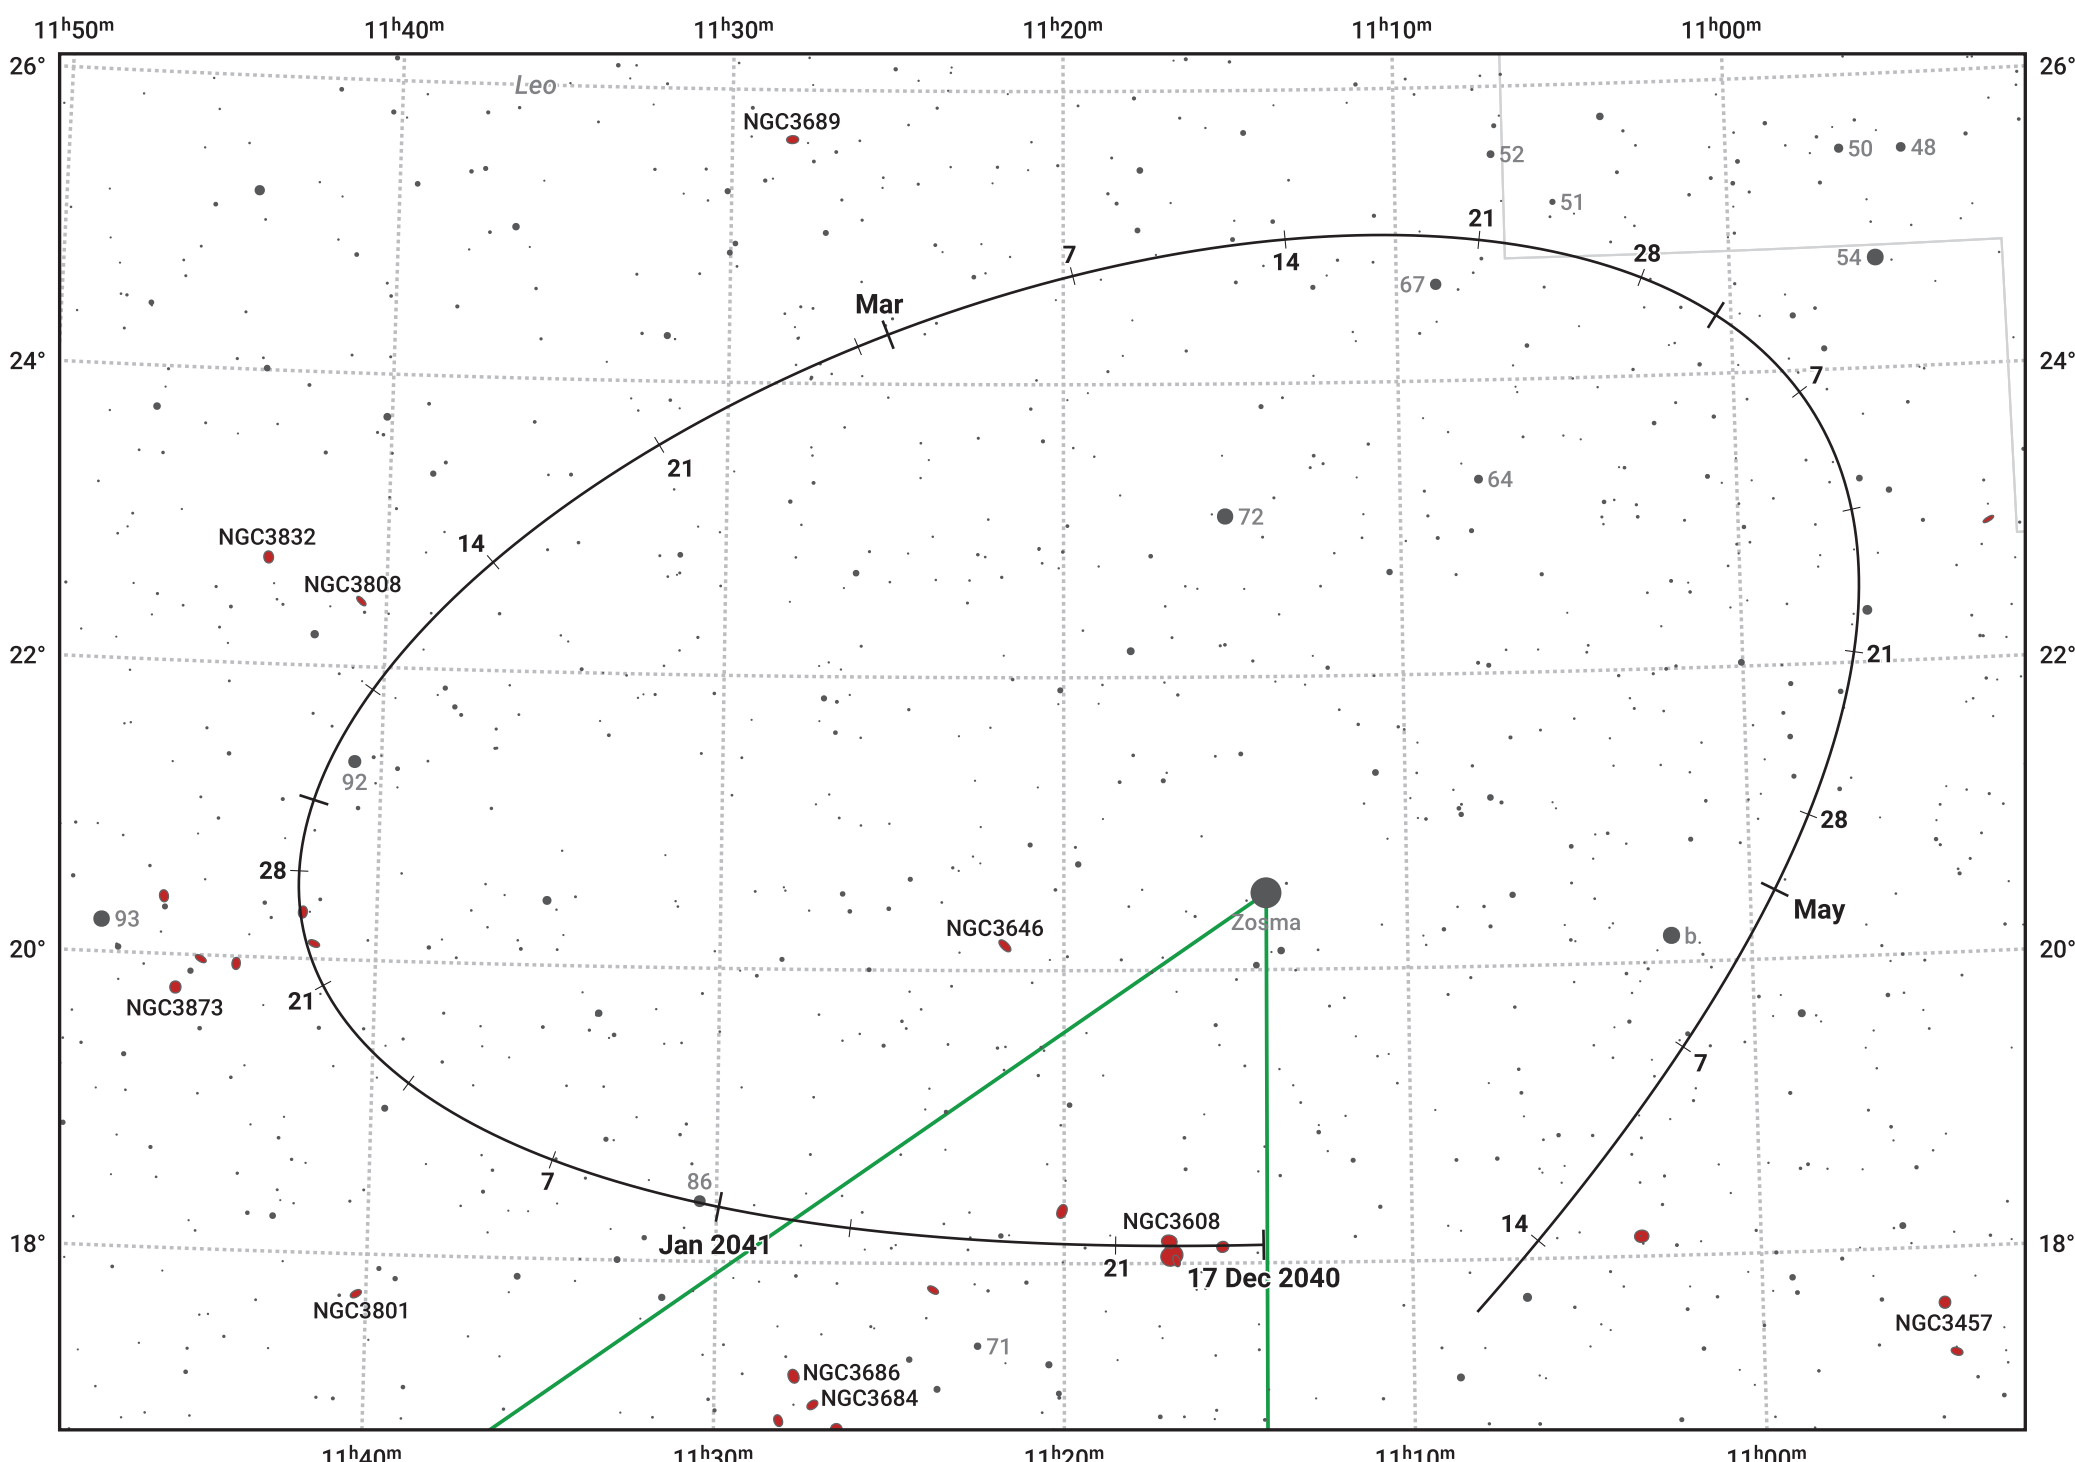 11h50m 11h40m 11h30m 11h20m 11h10m 11h00m
26° 26°
Leo
NGC3689
52
50 48
51
21
7
14
28
54
67
Mar
24° 24°
7
21
64
72
NGC3832
14
NGC3808
22° 22°
21
92
28
28
May
93
Zosma
NGC3646
b.
20° 20°
21
NGC3873
7
86
7
NGC3608
14
Jan 2041
18° 18°
21
17 Dec 2040
NGC3801
NGC3457
71
NGC3686
NGC3684
11h40m 11h30m 11h20m 11h10m 11h00m